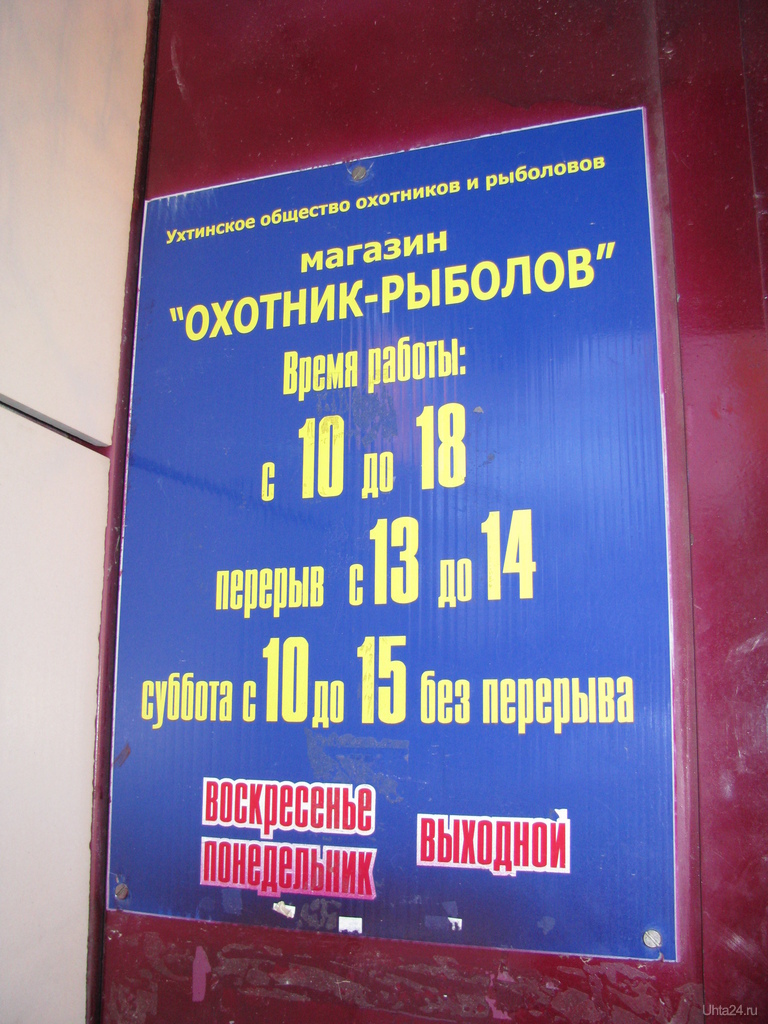 Ухтинское общество охотников и рыболовов
магазин
"ОХОТНИК-РЫБОЛОВ"
Время работы:
с 10 до 18
перерыв с 13 до 14
суббота с 10 до 15 без перерыва
воскресенье
понедельник выходной
Uhta24.ru